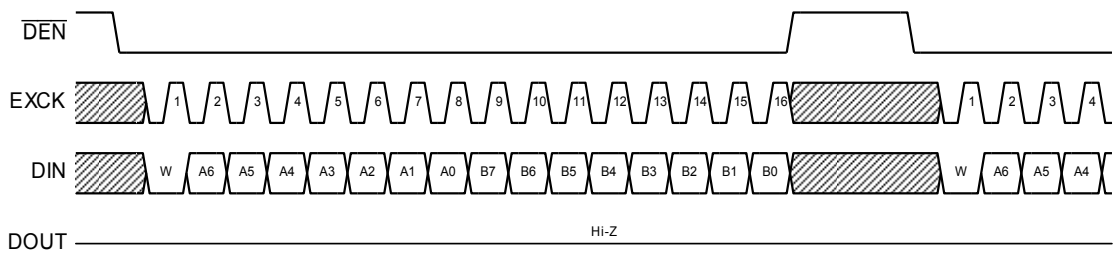 DEN
EXCK 1 2 3 4 5 6 7 8 9 10 11 12 13 14 15 16 1 2 3 4
DIN W A6 A5 A4 A3 A2 A1 A0 B7 B6 B5 B4 B3 B2 B1 B0 W A6 A5 A4
Hi-Z
DOUT